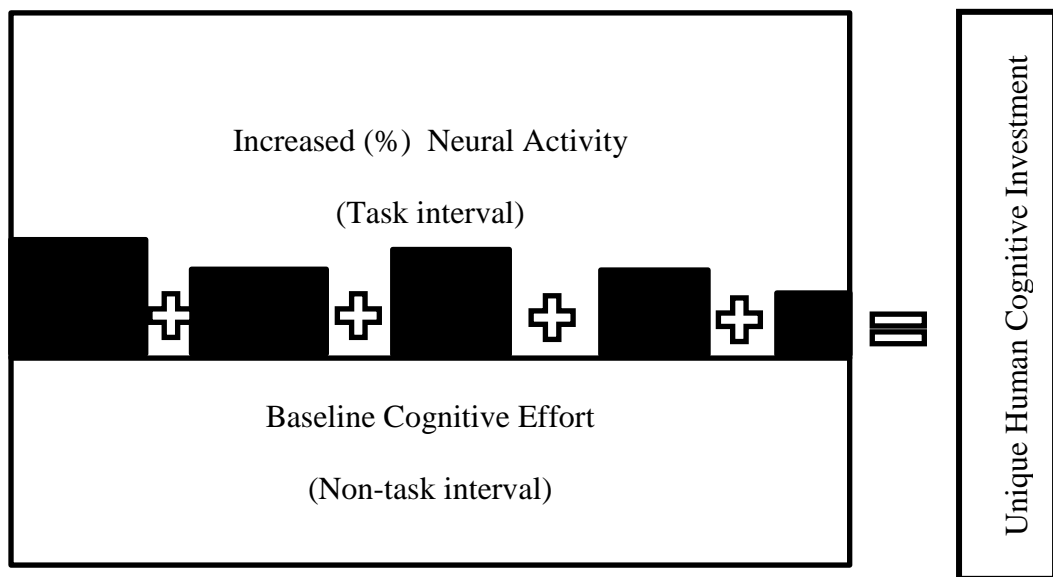 Increased (%) Neural Activity
(Task interval)
Baseline Cognitive Effort
(Non-task interval)
Unique Human Cognitive Investment